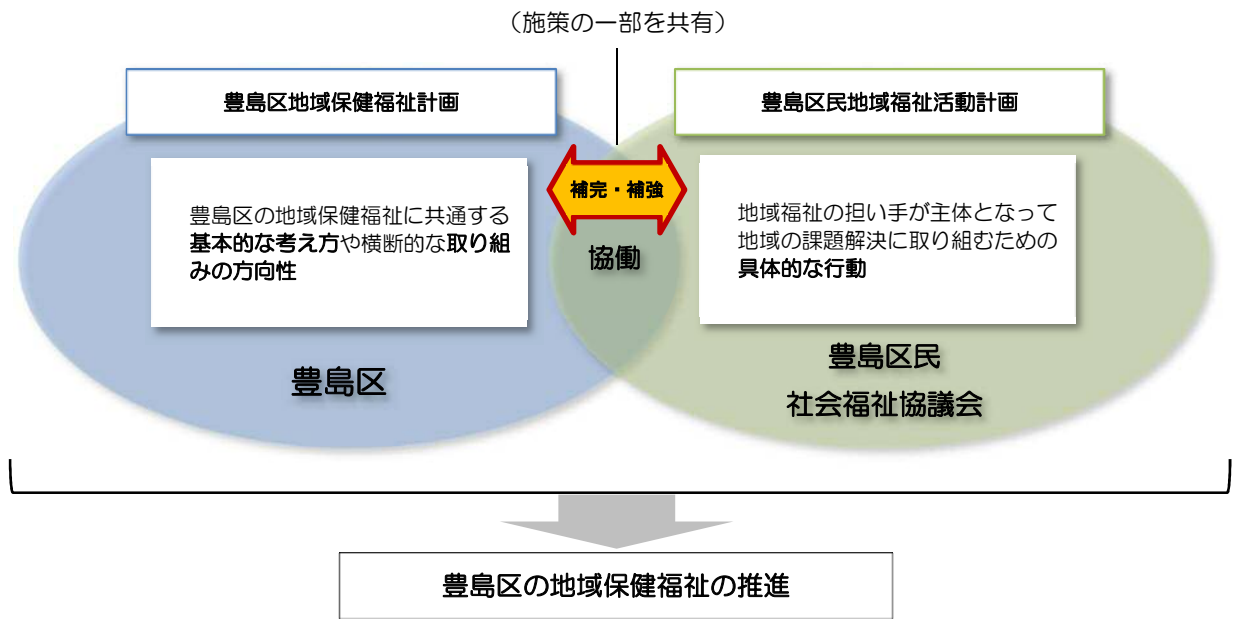 （施策の一部を共有）
豊島区地域保健福祉計画
豊島区民地域福祉活動計画
補完・補強
豊島区の地域保健福祉に共通する
基本的な考え方や横断的な取り組
みの方向性
協働
地域福祉の担い手が主体となって
地域の課題解決に取り組むための
具体的な行動
豊島区
豊島区民
社会福祉協議会
豊島区の地域保健福祉の推進